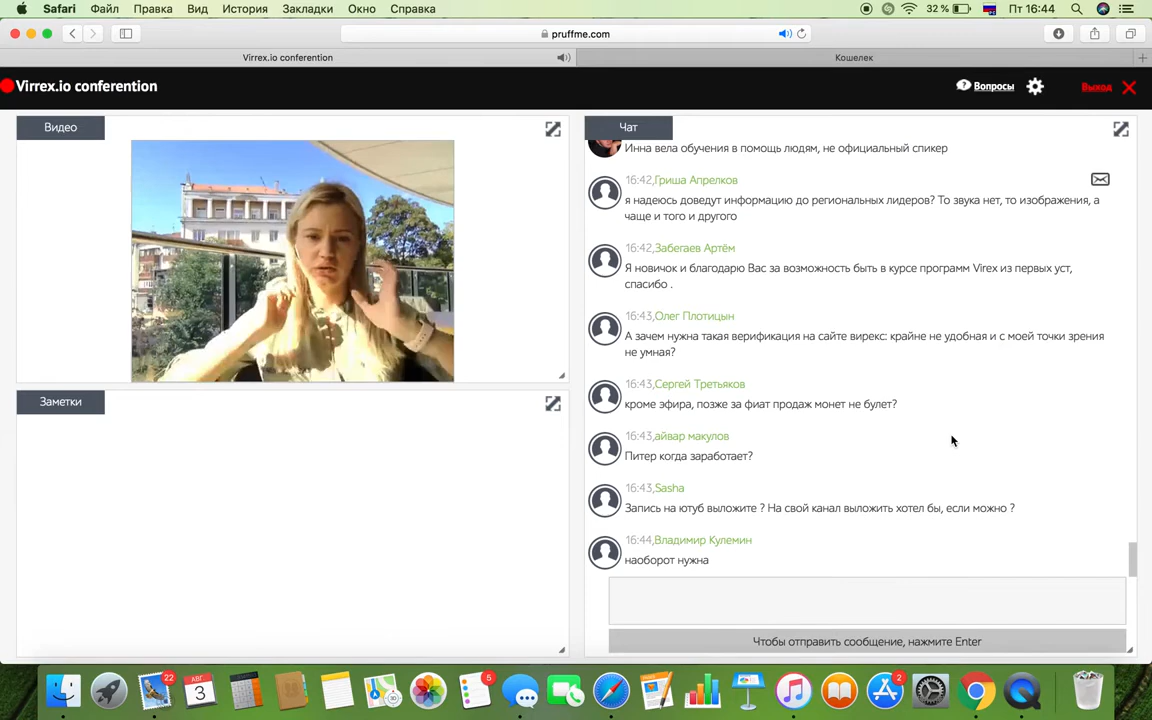 Safari Файл Правка Вид История Закладки Окно Справка 32 % Пт 16:44
pruffme.com
Virrex.io conferention Кошелек
Virrex.io conferention Вопросы Выход
Видео
Чат
Инна вела обучения в помощь людям, не официальный спикер
16:42,Гриша Апрелков
я надеюсь доведут информацию до региональных лидеров? То звука нет, то изображения, а
чаще и того и другого
16:42,Забегаев Артём
Я новичок и благодарю Вас за возможность быть в курсе программ Virex из первых уст,
спасибо .
16:43,Олег Плотицын
А зачем нужна такая верификация на сайте вирекс: крайне не удобная и с моей точки зрения
не умная?
16:43,Сергей Третьяков
кроме эфира, позже за фиат продаж монет не булет?
16:43,айвар макулов
Питер когда заработает?
16:43,Sasha
Запись на ютуб выложите ? На свой канал выложить хотел бы, если можно ?
16:44,Владимир Кулемин
наоборот нужна
Чтобы отправить сообщение, нажмите Enter
Заметки
22
АВГ
3
5
2